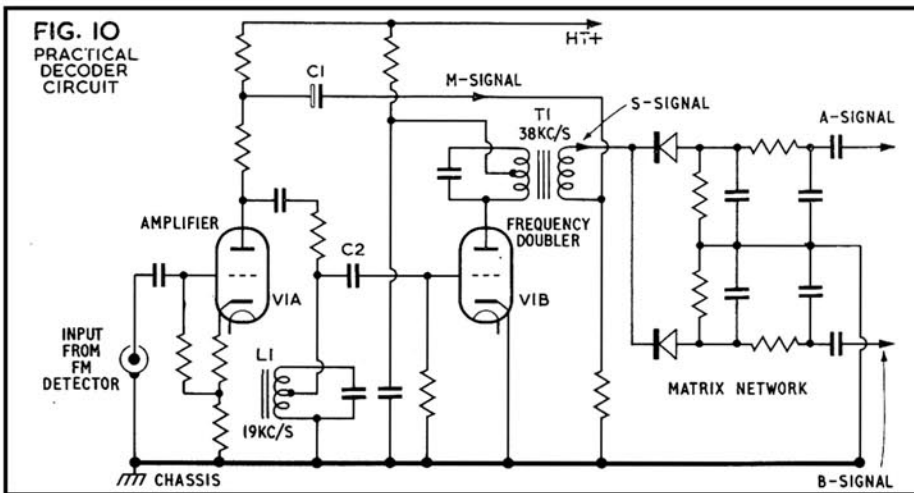 FIG. 10
PRACTICAL
DECODER
CIRCUIT
HT+
C1
M-SIGNAL
S-SIGNAL
T1
38KC/S
A-SIGNAL
AMPLIFIER
FREQUENCY
DOUBLER
C2
V1A
V1B
INPUT
FROM
FM
DETECTOR
L1
19KC/S
MATRIX NETWORK
CHASSIS
B-SIGNAL